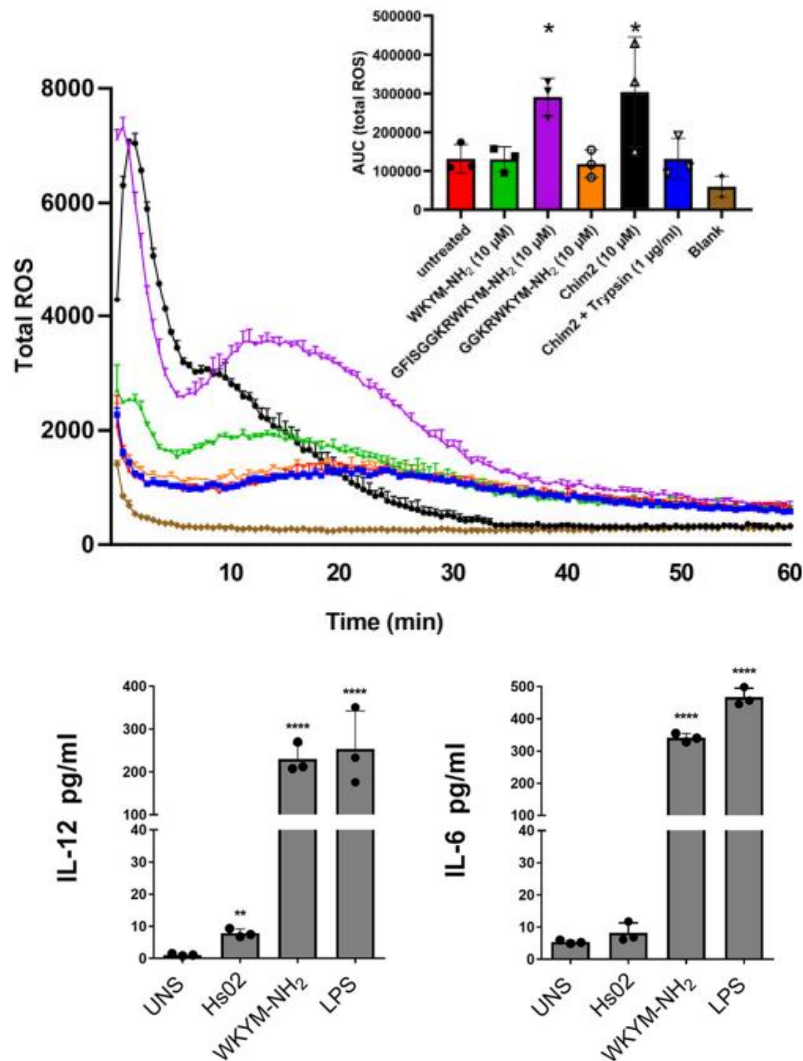 500000
400000
300000
200000
100000
0
AUC (total ROS)
*
*
untreated
WKYM-NH₂ (10 µM)
GFISGGKRWKYM-NH₂ (10 µM)
GGKRWKYM-NH₂ (10 µM)
Chim2 (10 µM)
Chim2 + Trypsin (1 µg/ml)
Blank
8000
6000
4000
2000
0
Total ROS
10 20 30 40 50 60
Time (min)
400
300
200
100
40
30
20
10
0
IL-12 pg/ml
**
****
****
UNS
Hs02
WKYM-NH₂
LPS
500
400
300
200
100
40
30
20
10
0
IL-6 pg/ml
****
****
UNS
Hs02
WKYM-NH₂
LPS